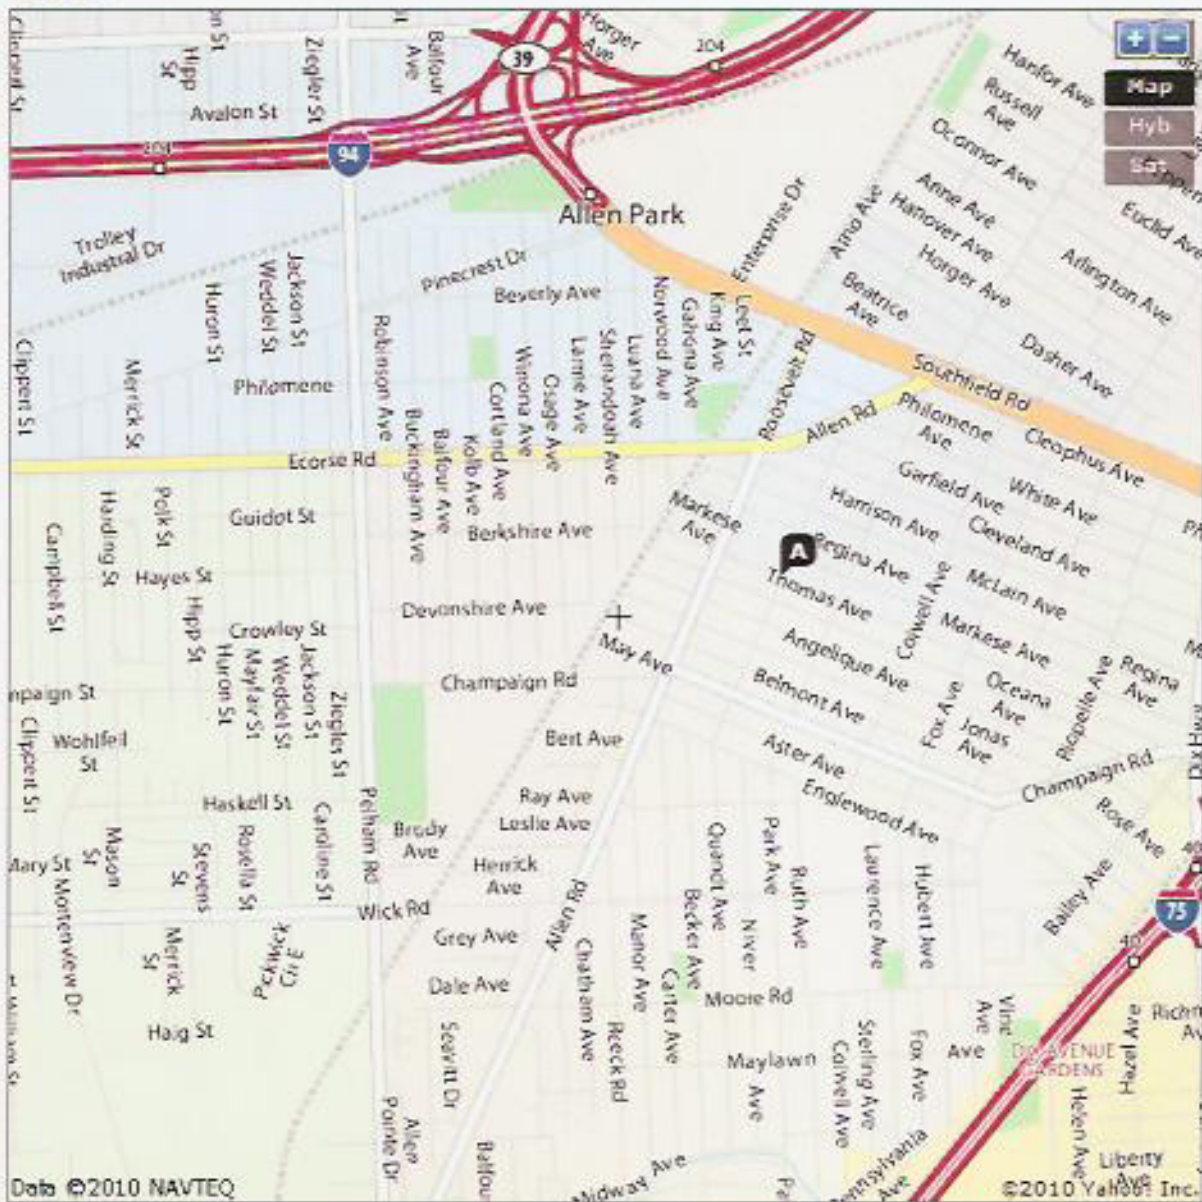 Clippert St
Hipp
St
Ziegler St
Balfour
Ave
39
Horger
Ave
204
Hanfor Ave
Russell
Ave
+
−
Map
Hyb
Sat
Avalon St
204
94
Oconnor Ave
Anne Ave
Hanover Ave
Horger Ave
Euclid Ave
Arlington Ave
Allen Park
Enterprise Dr
Arno Ave
Trolley
Industrial Dr
Pinecrest Dr
Beverly Ave
Beatrice
Ave
Dasher Ave
Jackson St
Weddel St
Huron St
Robinson Ave
Norwood Ave
Gahona Ave
King Ave
Leet St
Roosevelt Rd
Southfield Rd
Clippert St
Merrick St
Philomene
Winona Ave
Osage Ave
Larme Ave
Shenandoah Ave
Luana Ave
Cortland Ave
Kolb Ave
Balfour Ave
Buckingham Ave
Allen Rd
Philomene
Ave
Cleophus Ave
Ecorse Rd
Garfield Ave
White Ave
Harding St
Polk St
Guidot St
Berkshire Ave
Markese
Ave
Harrison Ave
Cleveland Ave
Campbell St
Hayes St
A
Regina Ave
Thomas Ave
Colwell Ave
McLain Ave
Hipp St
Crowley St
Devonshire Ave
May Ave
Angelique Ave
Markese Ave
Regina
Ave
Huron St
Mayfair St
Weddel St
Jackson St
Ziegler St
Champaign Rd
Belmont Ave
Fox Ave
Oceana
Ave
Jonas
Ave
Riopelle Ave
npaign St
Clippert St
Wohlfeil
St
Bert Ave
Aster Ave
Champaign Rd
Haskell St
Ray Ave
Leslie Ave
Englewood Ave
Rose Ave
Mary St
Mason
St
Stevens
St
Rosella St
Caroline St
Pelham Rd
Brody
Ave
Herrick
Ave
Quandt Ave
Park Ave
Ruth Ave
Laurence Ave
Hubert Ave
Bailey Ave
75
40
Mortenview Dr
Merrick
St
Pickwick
Cir E
Wick Rd
Grey Ave
Allen Rd
Chatham Ave
Manor Ave
Becker Ave
Niver
Dale Ave
Carter Ave
Moore Rd
Vine
Ave
Hazel Ave
Haig St
Seavitt Dr
Reeck Rd
Maylawn
Ave
Colwell Ave
Sterling Ave
Fox Ave
Ave
GARDENS
Helen Ave
Allen
Pointe Dr
Balfou
Midway Ave
Pennsylvania
Ave
Liberty
Ave
Data ©2010 NAVTEQ
©2010 Yahoo! Inc